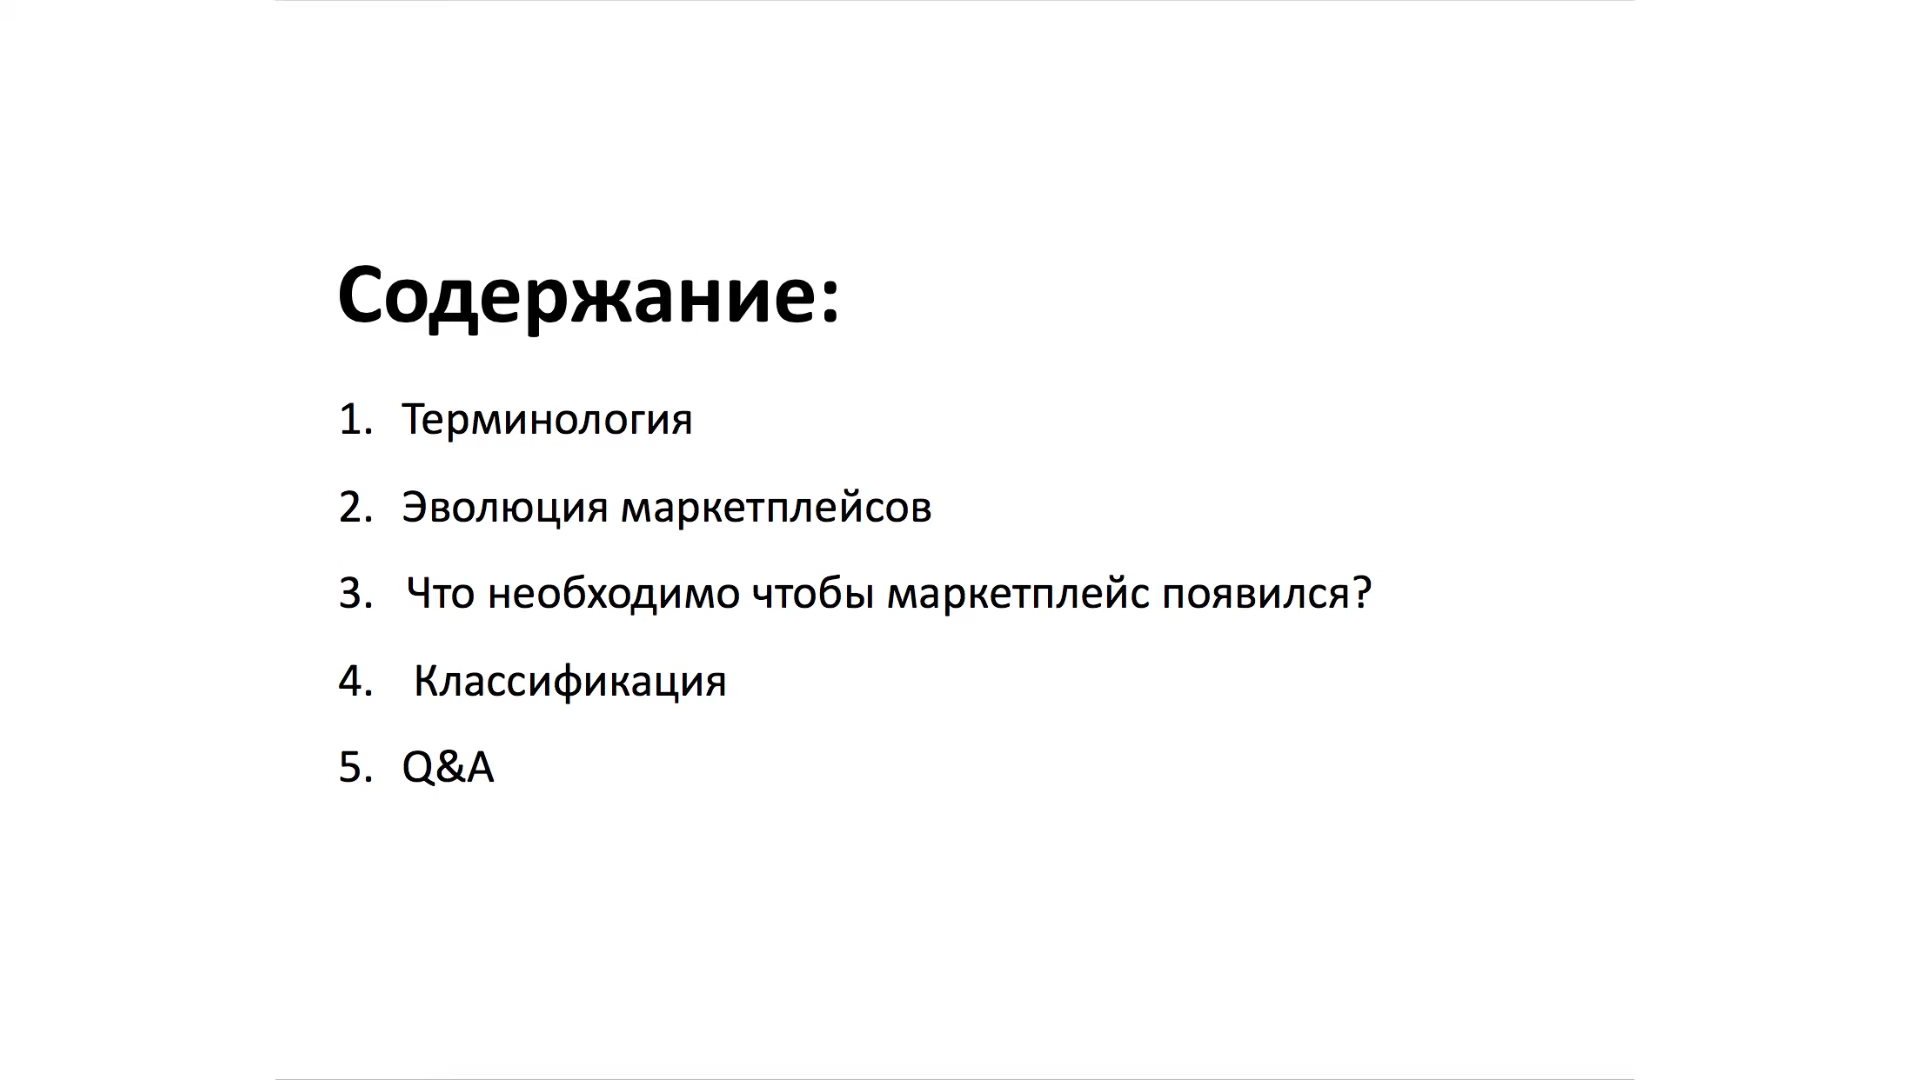 Содержание:
1. Терминология
2. Эволюция маркетплейсов
3. Что необходимо чтобы маркетплейс появился?
4. Классификация
5. Q&A